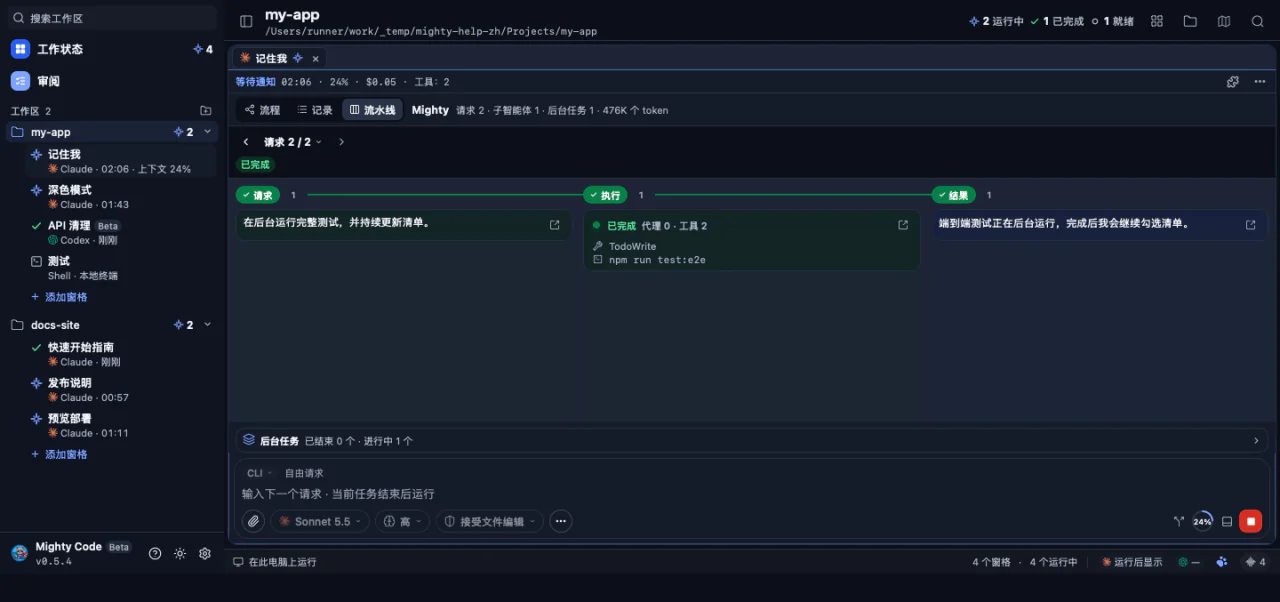 搜索工作区
工作状态 4
审阅
工作区 2
my-app 2
记住我
Claude · 02:06 · 上下文 24%
深色模式
Claude · 01:43
API 清理 Beta
Codex · 刚刚
测试
Shell · 本地终端
+ 添加窗格
docs-site 2
快速开始指南
Claude · 刚刚
发布说明
Claude · 00:57
预览部署
Claude · 01:11
+ 添加窗格
Mighty Code Beta
v0.5.4
my-app
/Users/runner/work/_temp/mighty-help-zh/Projects/my-app
2 运行中 1 已完成 1 就绪
记住我
等待通知 02:06 · 24% · $0.05 · 工具: 2
流程 记录 流水线 Mighty 请求 2 · 子智能体 1 · 后台任务 1 · 476K 个 token
请求 2 / 2
已完成
请求 1
执行 1
结果 1
在后台运行完整测试，并持续更新清单。
已完成 代理 0 · 工具 2
TodoWrite
npm run test:e2e
端到端测试正在后台运行，完成后我会继续勾选清单。
后台任务 已结束 0 个 · 进行中 1 个
CLI 自由请求
输入下一个请求 · 当前任务结束后运行
Sonnet 5.5 高 接受文件编辑
24%
在此电脑上运行
4 个窗格 · 4 个运行中 运行后显示 — 4